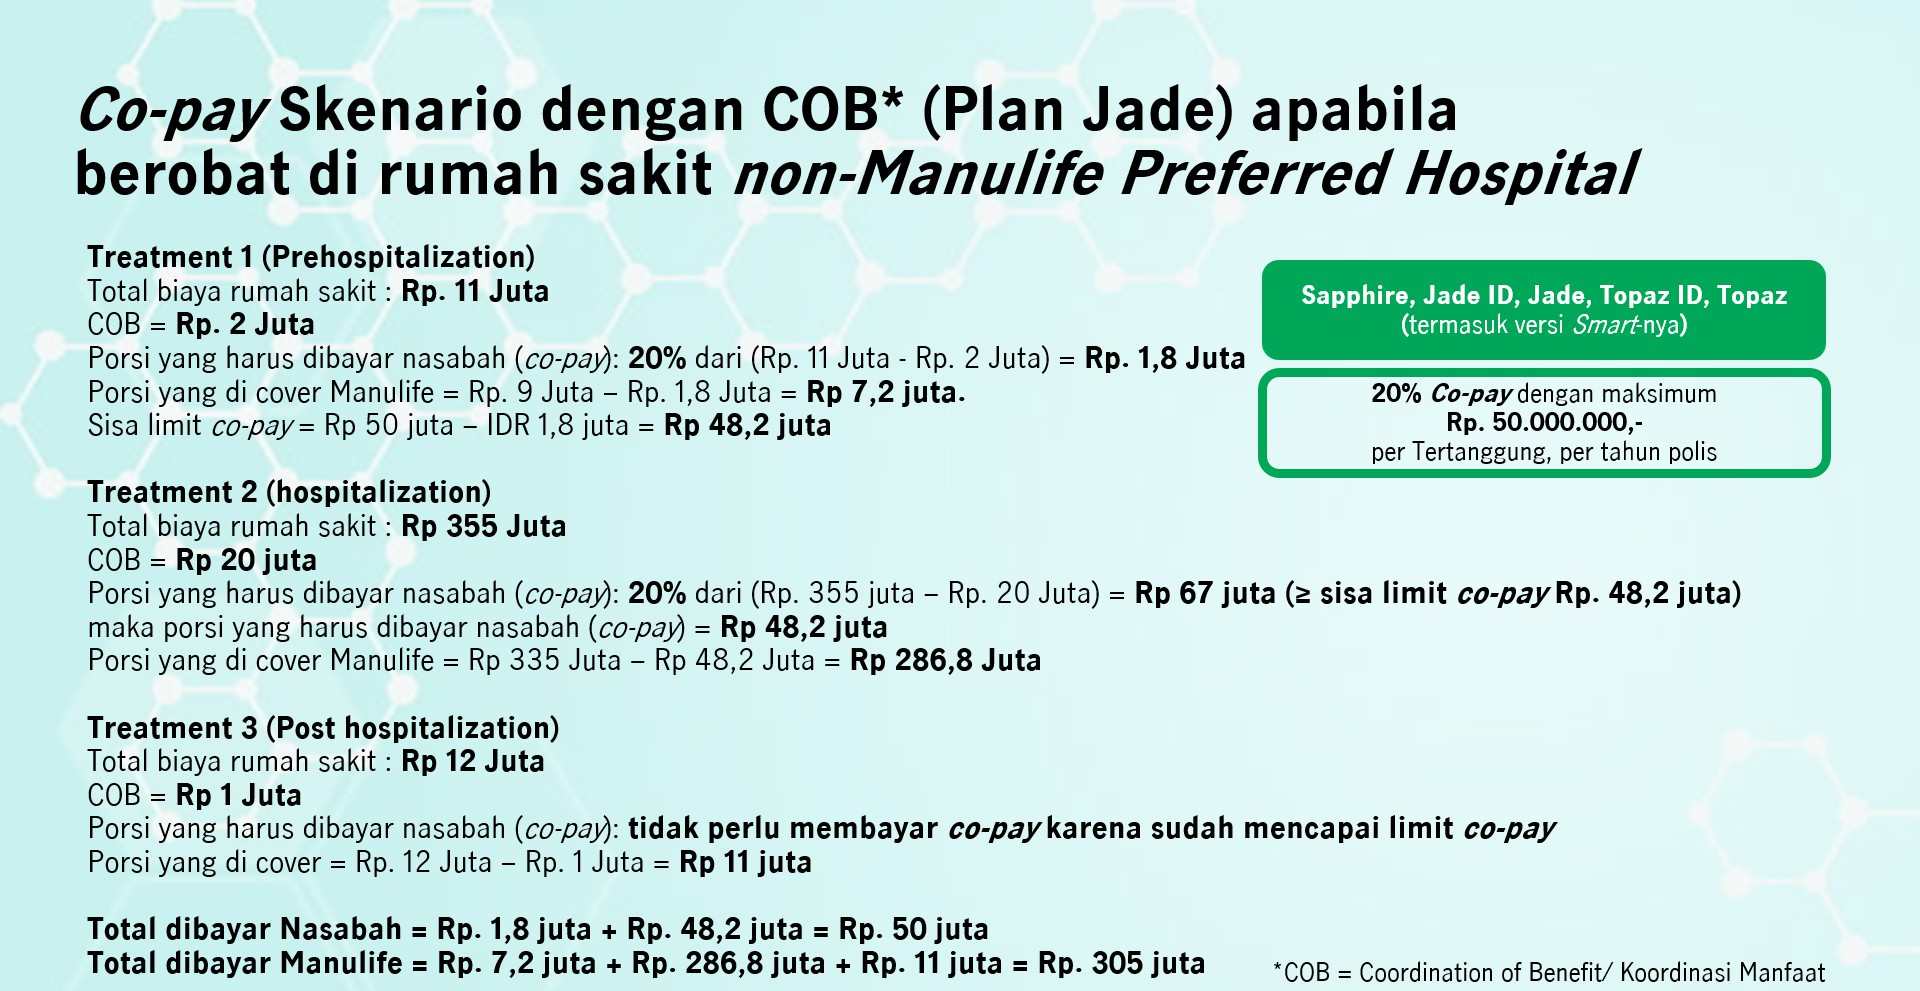 Co-pay Skenario dengan COB* (Plan Jade) apabila
berobat di rumah sakit non-Manulife Preferred Hospital
Treatment 1 (Prehospitalization)
Total biaya rumah sakit : Rp. 11 Juta
COB = Rp. 2 Juta
Porsi yang harus dibayar nasabah (co-pay): 20% dari (Rp. 11 Juta - Rp. 2 Juta) = Rp. 1,8 Juta
Porsi yang di cover Manulife = Rp. 9 Juta – Rp. 1,8 Juta = Rp 7,2 juta.
Sisa limit co-pay = Rp 50 juta – IDR 1,8 juta = Rp 48,2 juta
Sapphire, Jade ID, Jade, Topaz ID, Topaz
(termasuk versi Smart-nya)
20% Co-pay dengan maksimum
Rp. 50.000.000,-
per Tertanggung, per tahun polis
Treatment 2 (hospitalization)
Total biaya rumah sakit : Rp 355 Juta
COB = Rp 20 juta
Porsi yang harus dibayar nasabah (co-pay): 20% dari (Rp. 355 juta – Rp. 20 Juta) = Rp 67 juta (≥ sisa limit co-pay Rp. 48,2 juta)
maka porsi yang harus dibayar nasabah (co-pay) = Rp 48,2 juta
Porsi yang di cover Manulife = Rp 335 Juta – Rp 48,2 Juta = Rp 286,8 Juta
Treatment 3 (Post hospitalization)
Total biaya rumah sakit : Rp 12 Juta
COB = Rp 1 Juta
Porsi yang harus dibayar nasabah (co-pay): tidak perlu membayar co-pay karena sudah mencapai limit co-pay
Porsi yang di cover = Rp. 12 Juta – Rp. 1 Juta = Rp 11 juta
Total dibayar Nasabah = Rp. 1,8 juta + Rp. 48,2 juta = Rp. 50 juta
Total dibayar Manulife = Rp. 7,2 juta + Rp. 286,8 juta + Rp. 11 juta = Rp. 305 juta
*COB = Coordination of Benefit/ Koordinasi Manfaat